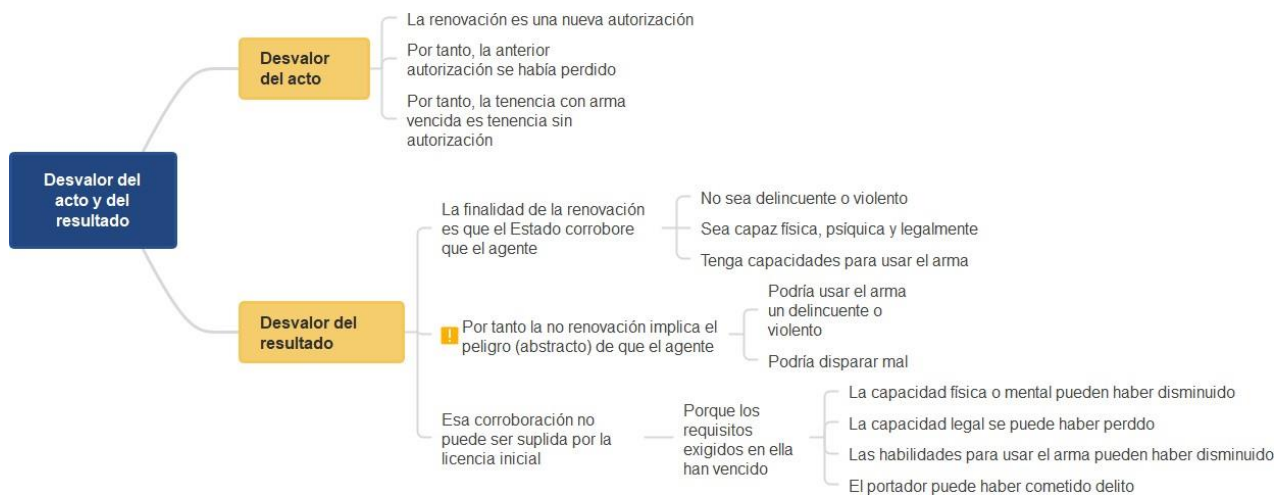 Desvalor del
acto y del
resultado
Desvalor
del acto
La renovación es una nueva autorización
Por tanto, la anterior
autorización se había perdido
Por tanto, la tenencia con arma
vencida es tenencia sin
autorización
Desvalor del
resultado
La finalidad de la renovación
es que el Estado corrobore
que el agente
No sea delincuente o violento
Sea capaz física, psíquica y legalmente
Tenga capacidades para usar el arma
! Por tanto la no renovación implica el
peligro (abstracto) de que el agente
Podría usar el arma
un delincuente o
violento
Podría disparar mal
Esa corroboración no
puede ser suplida por la
licencia inicial
Porque los
requisitos
exigidos en ella
han vencido
La capacidad física o mental pueden haber disminuido
La capacidad legal se puede haber perddo
Las habilidades para usar el arma pueden haber disminuido
El portador puede haber cometido delito